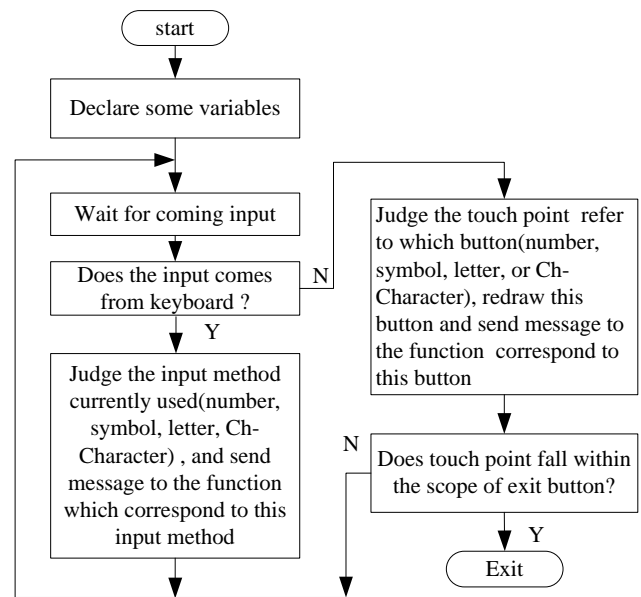 start
Declare some variables
Wait for coming input
Does the input comes
from keyboard ?
N
Y
Judge the input method
currently used(number,
symbol, letter, Ch-
Character) , and send
message to the function
which correspond to this
input method
Judge the touch point  refer
to which button(number,
symbol, letter, or Ch-
Character), redraw this
button and send message to
the function  correspond to
this button
N
Does touch point fall within
the scope of exit button?
Y
Exit